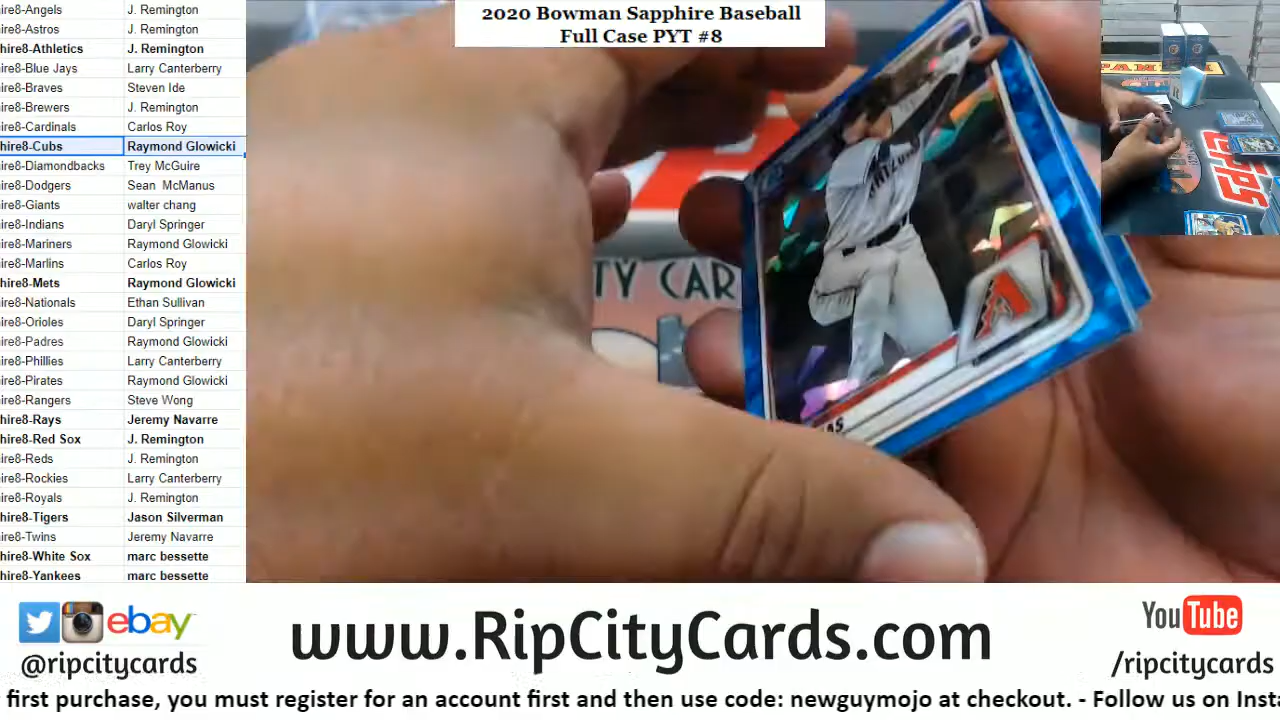 2020 Bowman Sapphire Baseball
Full Case PYT #8
ire8-Angels J. Remington
ire8-Astros J. Remington
hire8-Athletics J. Remington
ire8-Blue Jays Larry Canterberry
ire8-Braves Steven Ide
ire8-Brewers J. Remington
ire8-Cardinals Carlos Roy
hire8-Cubs Raymond Glowicki
ire8-Diamondbacks Trey McGuire
ire8-Dodgers Sean McManus
ire8-Giants walter chang
ire8-Indians Daryl Springer
ire8-Mariners Raymond Glowicki
ire8-Marlins Carlos Roy
hire8-Mets Raymond Glowicki
ire8-Nationals Ethan Sullivan
ire8-Orioles Daryl Springer
ire8-Padres Raymond Glowicki
ire8-Phillies Larry Canterberry
ire8-Pirates Raymond Glowicki
ire8-Rangers Steve Wong
hire8-Rays Jeremy Navarre
hire8-Red Sox J. Remington
ire8-Reds J. Remington
ire8-Rockies Larry Canterberry
ire8-Royals J. Remington
hire8-Tigers Jason Silverman
ire8-Twins Jeremy Navarre
hire8-White Sox marc bessette
hire8-Yankees marc bessette
TY CAR
AS
topps
ebay
@ripcitycards
www.RipCityCards.com
YouTube
/ripcitycards
first purchase, you must register for an account first and then use code: newguymojo at checkout. - Follow us on Inst